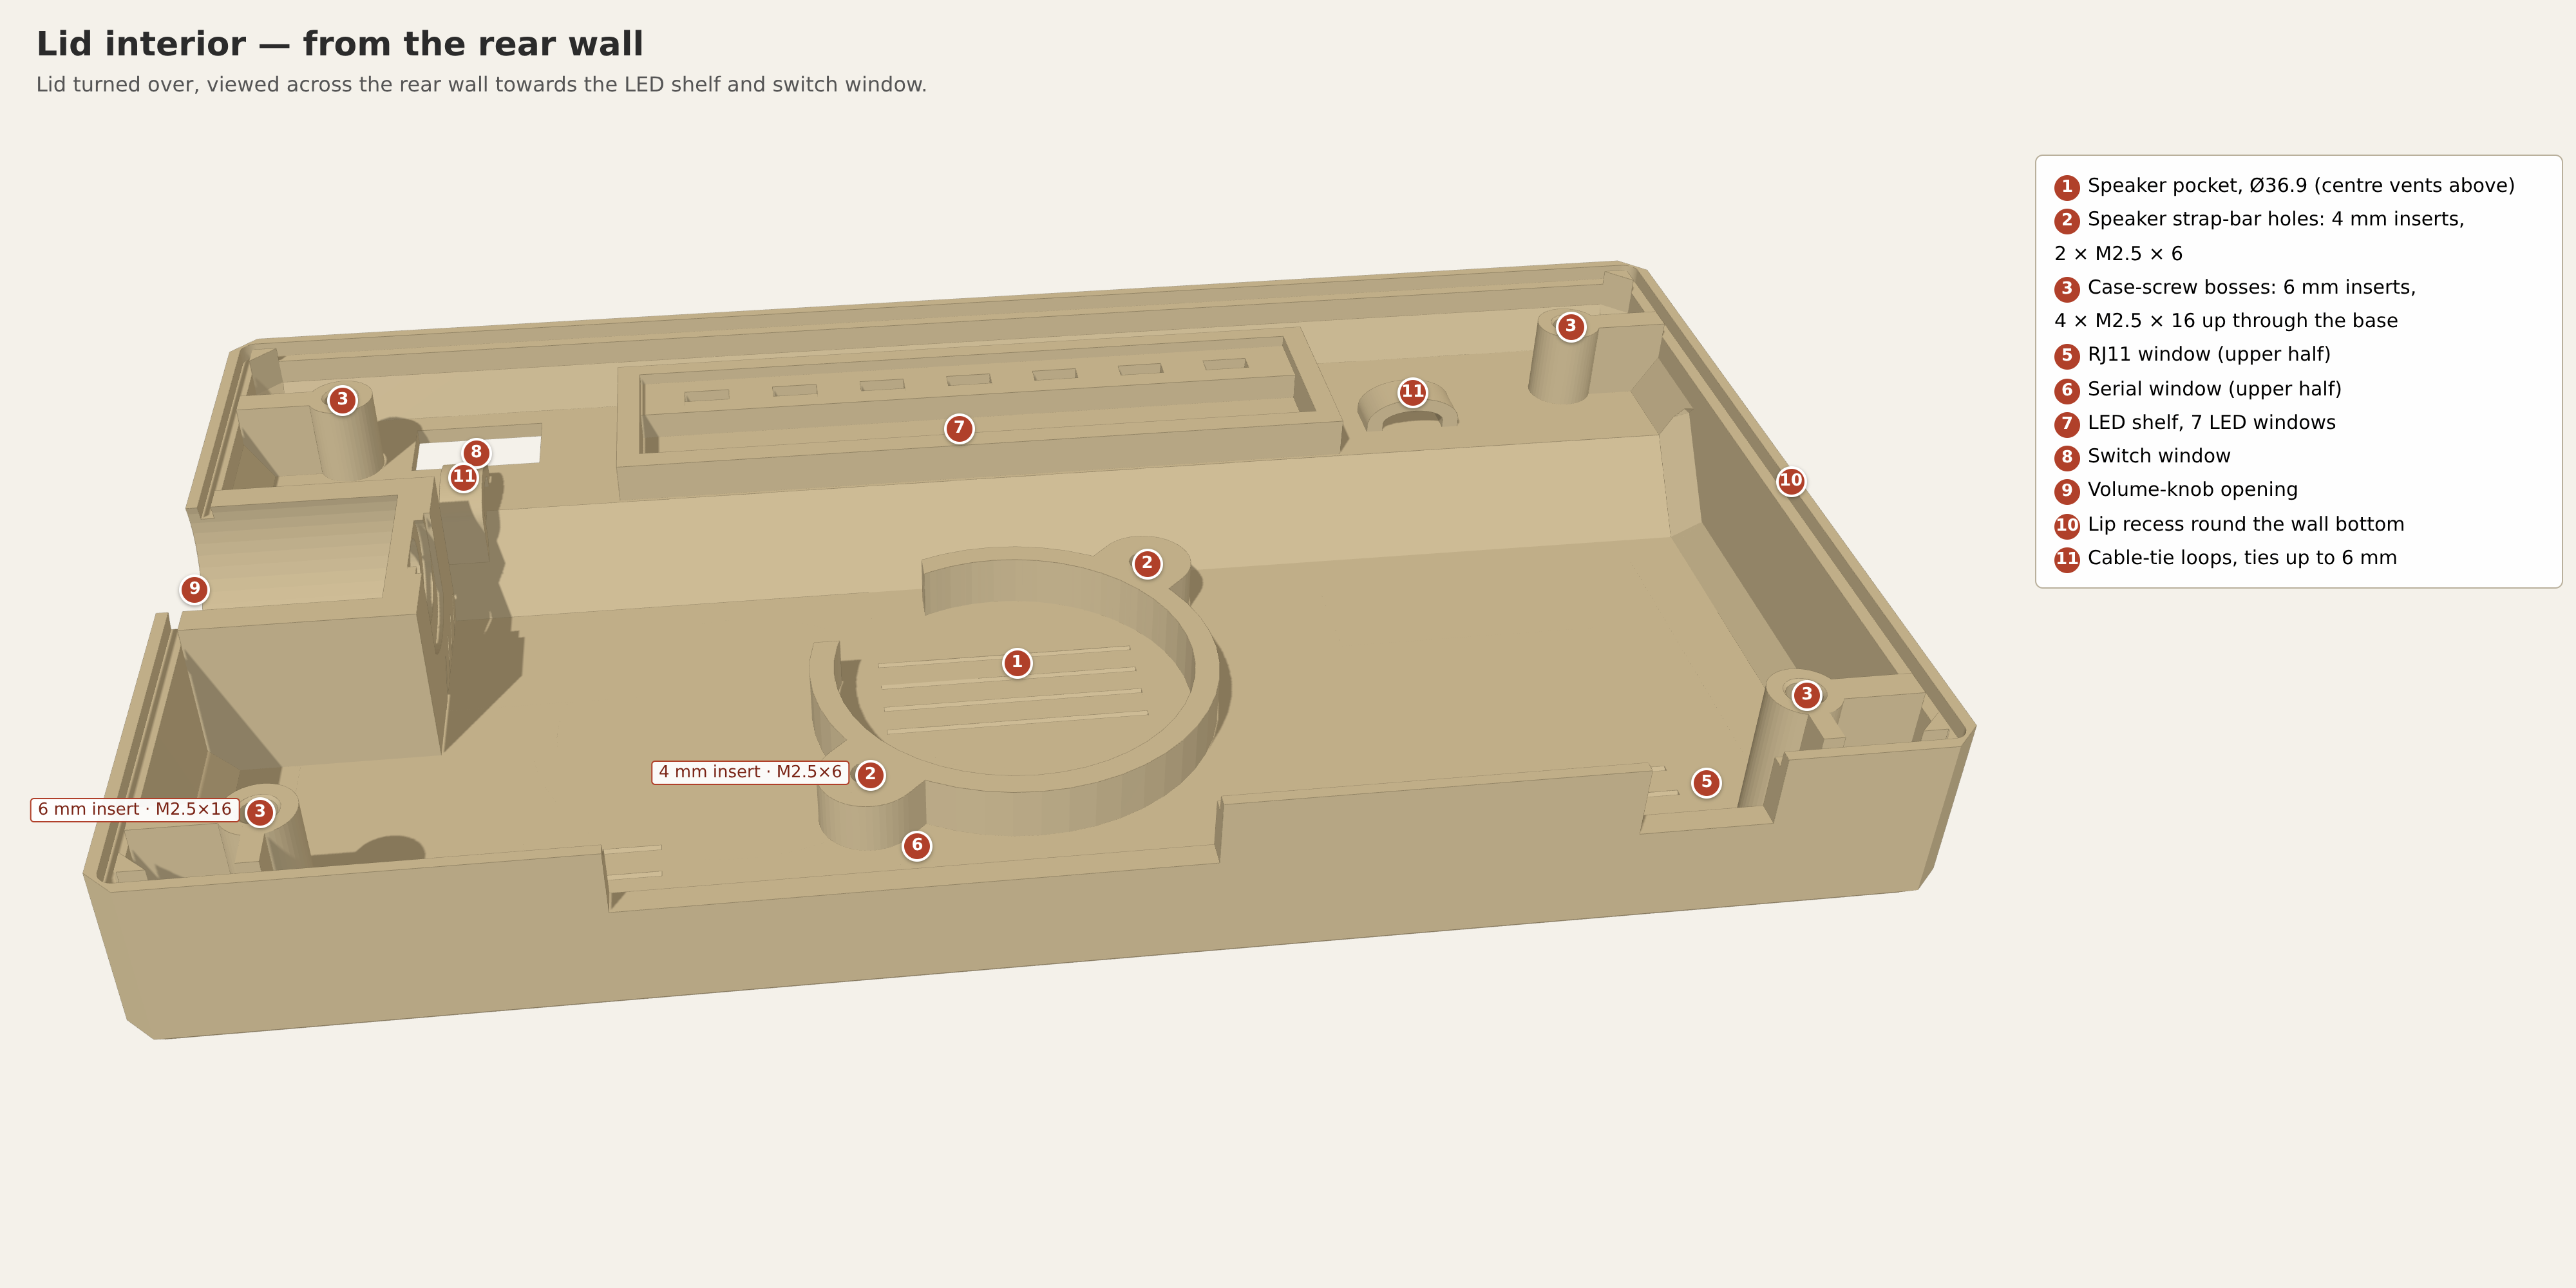 Lid interior — from the rear wall
Lid turned over, viewed across the rear wall towards the LED shelf and switch window.
1 Speaker pocket, Ø36.9 (centre vents above)
2 Speaker strap-bar holes: 4 mm inserts,
2 × M2.5 × 6
3 Case-screw bosses: 6 mm inserts,
4 × M2.5 × 16 up through the base
5 RJ11 window (upper half)
6 Serial window (upper half)
7 LED shelf, 7 LED windows
8 Switch window
9 Volume-knob opening
10 Lip recess round the wall bottom
11 Cable-tie loops, ties up to 6 mm
3
3
11
7
8
11
10
2
9
1
3
4 mm insert · M2.5×6
2
5
6 mm insert · M2.5×16
3
6